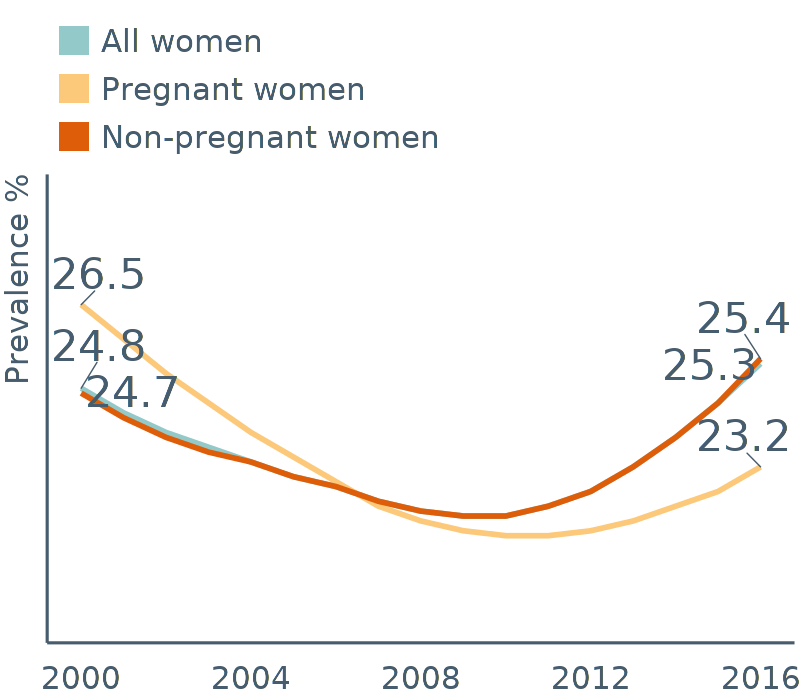 All women
Pregnant women
Non-pregnant women
Prevalence %
26.5
24.8
24.7
25.4
25.3
23.2
2000 2004 2008 2012 2016